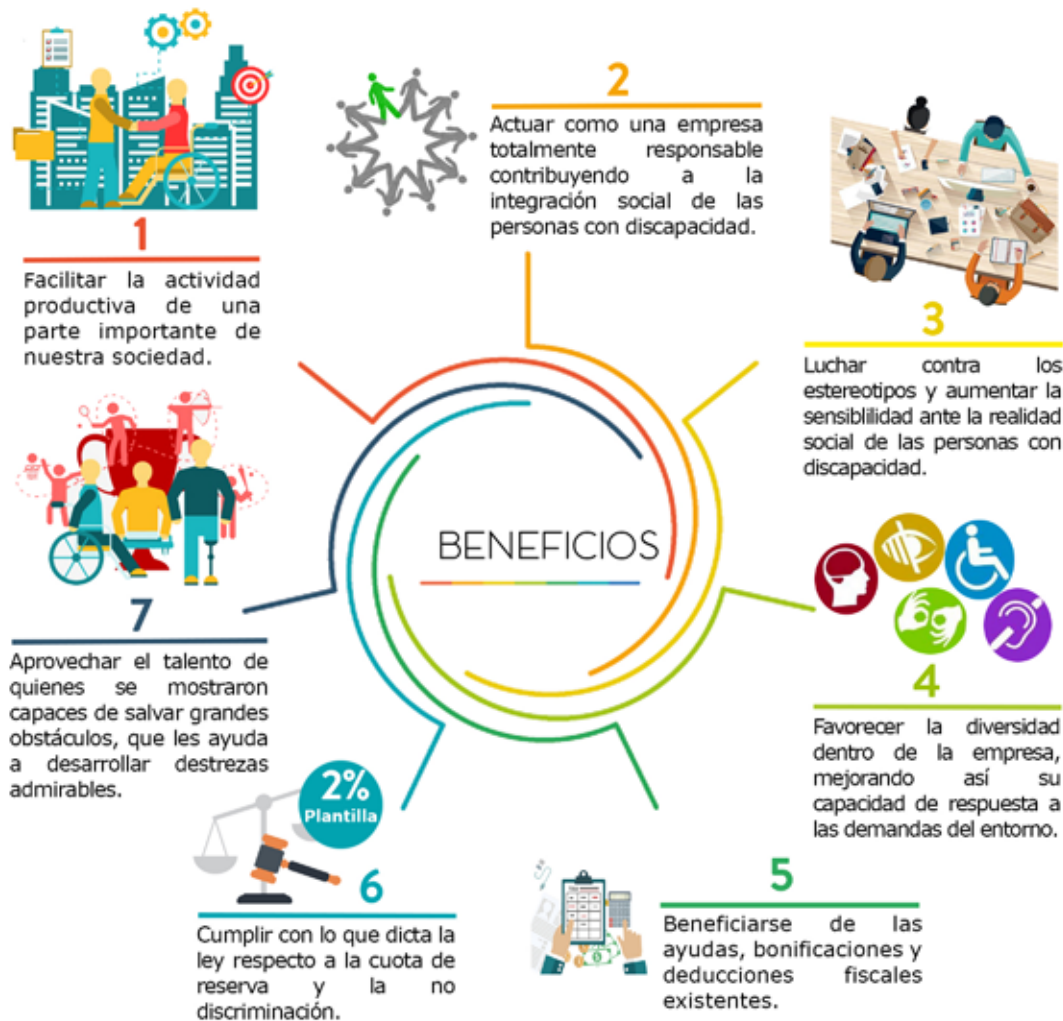 1
Facilitar la actividad
productiva de una
parte importante de
nuestra sociedad.
2
Actuar como una empresa
totalmente responsable
contribuyendo a la
integración social de las
personas con discapacidad.
3
Luchar contra los
estereotipos y aumentar la
sensiblilidad ante la realidad
social de las personas con
discapacidad.
BENEFICIOS
4
Favorecer la diversidad
dentro de la empresa,
mejorando así su
capacidad de respuesta a
las demandas del entorno.
5
Beneficiarse de las
ayudas, bonificaciones y
deducciones fiscales
existentes.
2%
Plantilla
6
Cumplir con lo que dicta la
ley respecto a la cuota de
reserva y la no
discriminación.
7
Aprovechar el talento de
quienes se mostraron
capaces de salvar grandes
obstáculos, que les ayuda
a desarrollar destrezas
admirables.